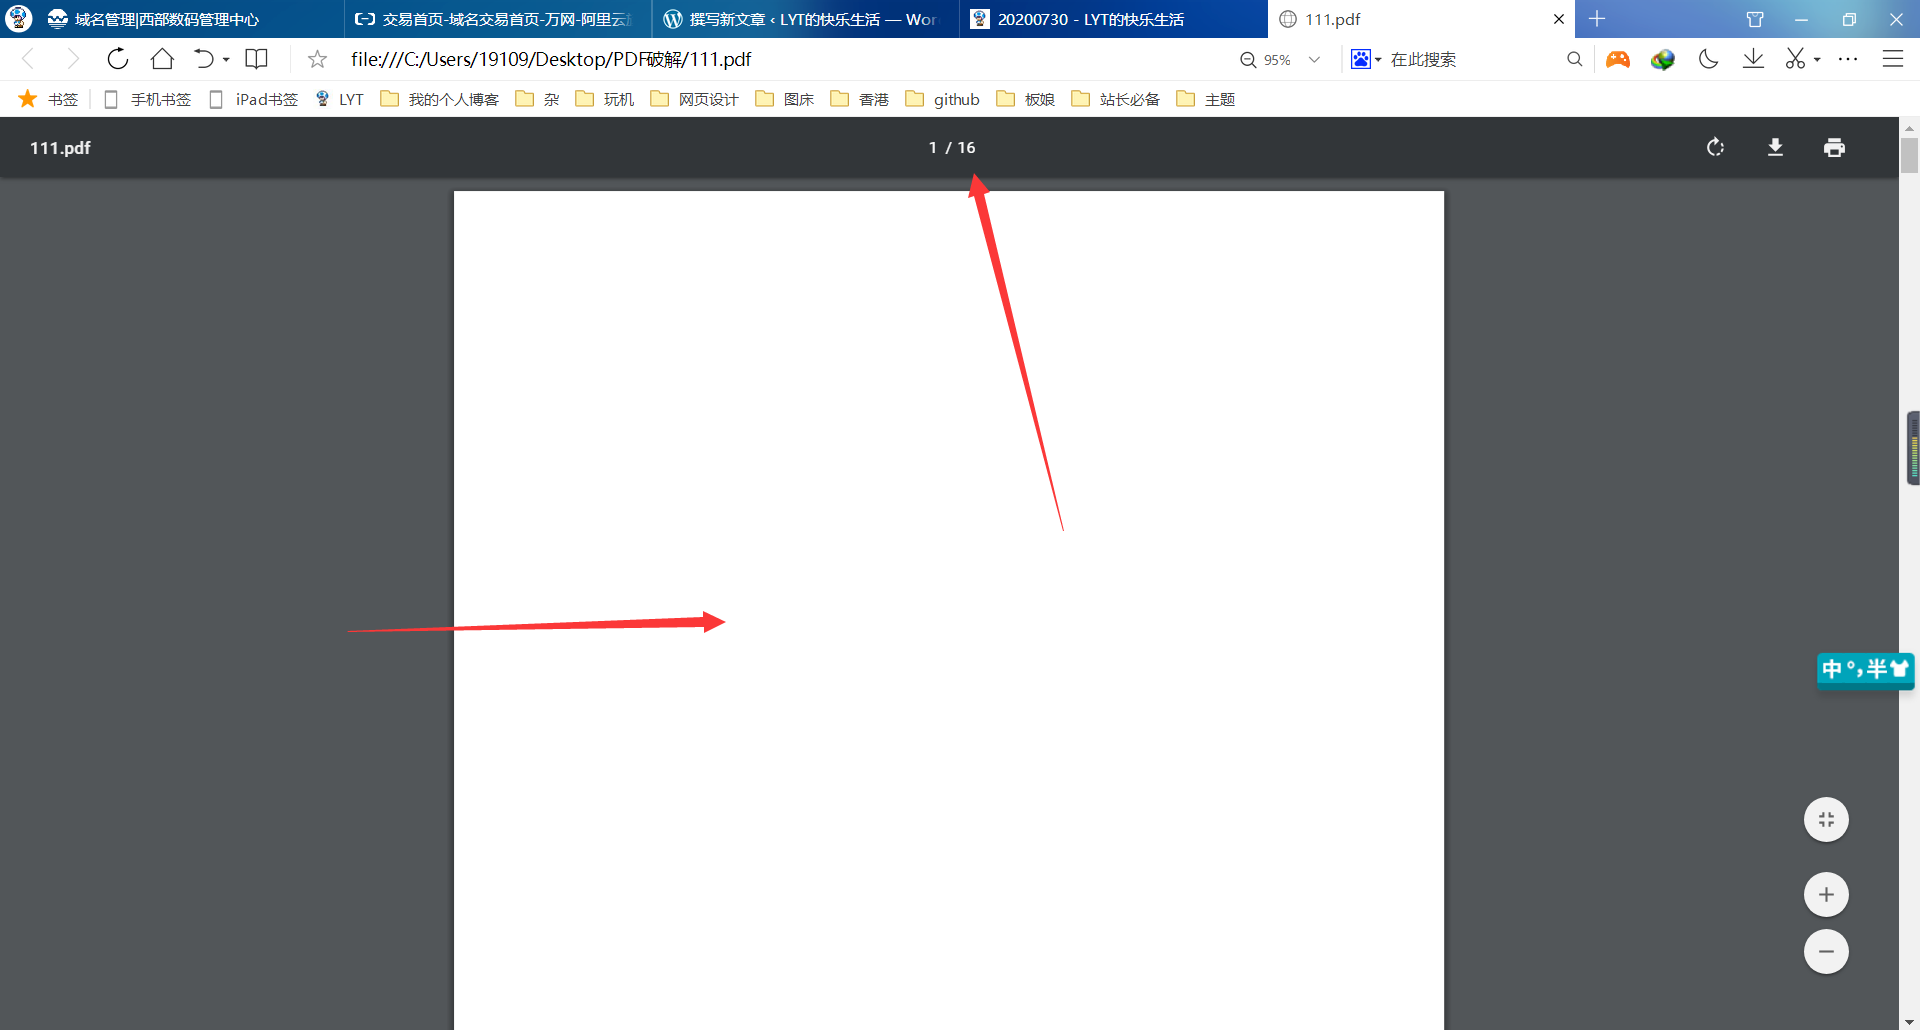 域名管理|西部数码管理中心
交易首页-域名交易首页-万网-阿里云
撰写新文章 ‹ LYT的快乐生活 — Wor
20200730 - LYT的快乐生活
111.pdf
file:///C:/Users/19109/Desktop/PDF破解/111.pdf
95%
在此搜索
书签
手机书签
iPad书签
LYT
我的个人博客
杂
玩机
网页设计
图床
香港
github
板娘
站长必备
主题
111.pdf
1 / 16
中 °, 半